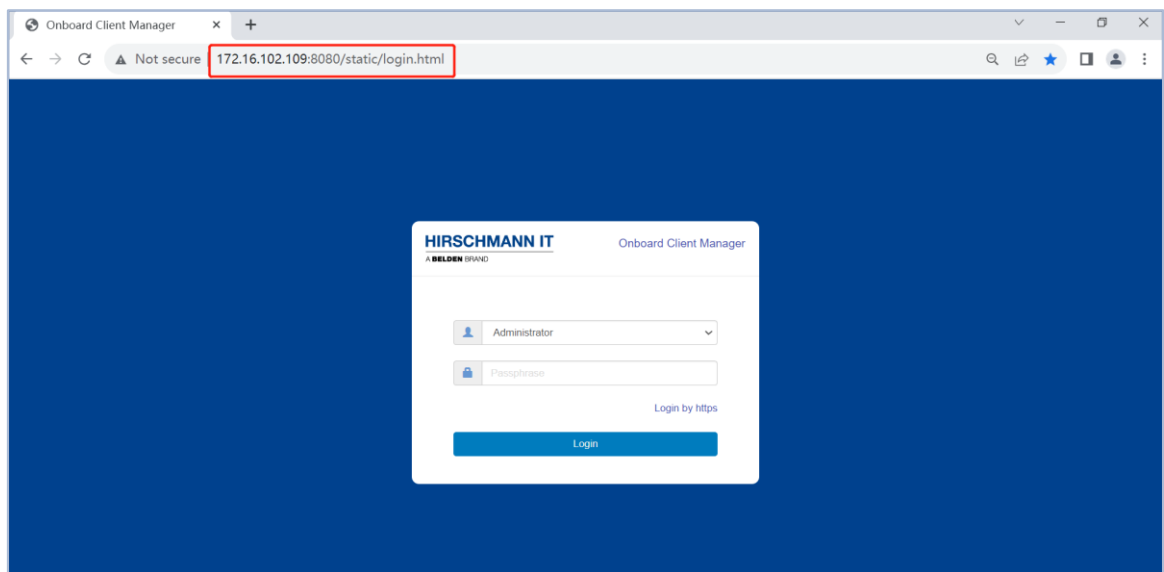 Onboard Client Manager
Not secure 172.16.102.109:8080/static/login.html
HIRSCHMANN IT
A BELDEN BRAND
Onboard Client Manager
Administrator
Passphrase
Login by https
Login